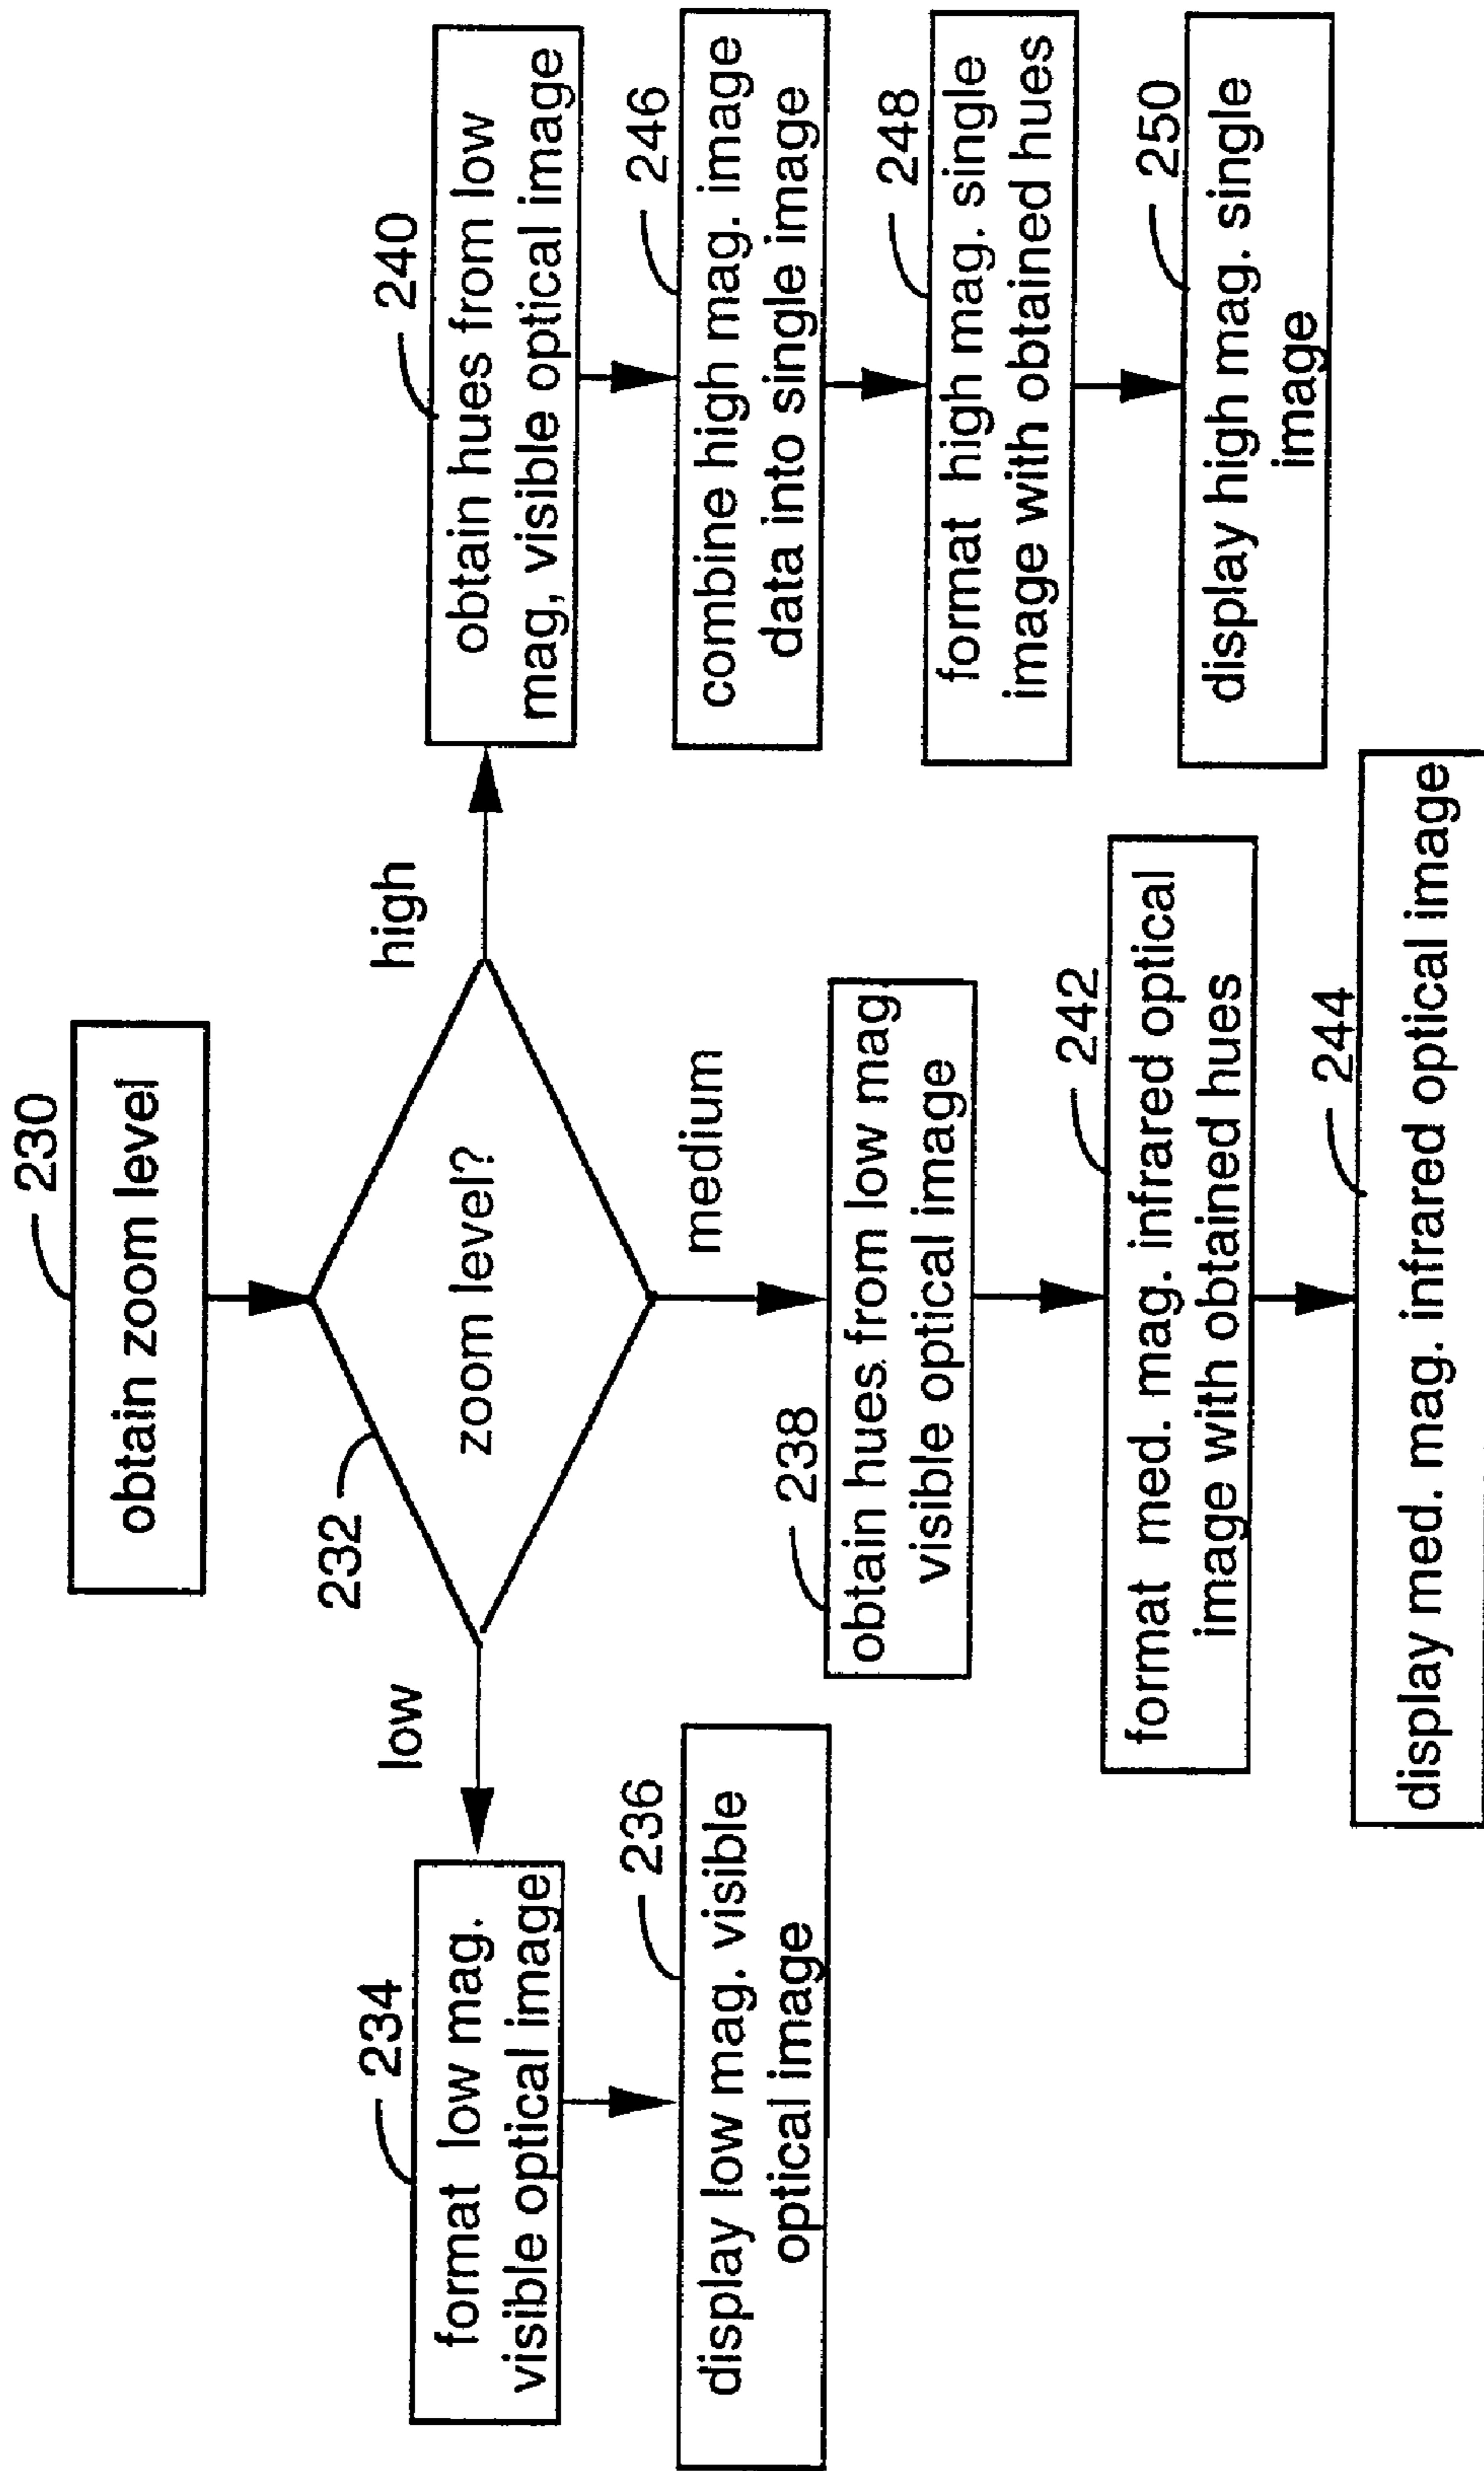 230
obtain zoom level
232
zoom level?
low
medium
high
234
format low mag.
visible optical image
236
display low mag. visible
optical image
238
obtain hues from low mag
visible optical image
242
format med. mag. infrared optical
image with obtained hues
244
display med. mag. infrared optical image
240
obtain hues from low
mag, visible optical image
246
combine high mag. image
data into single image
248
format high mag. single
image with obtained hues
250
display high mag. single
image